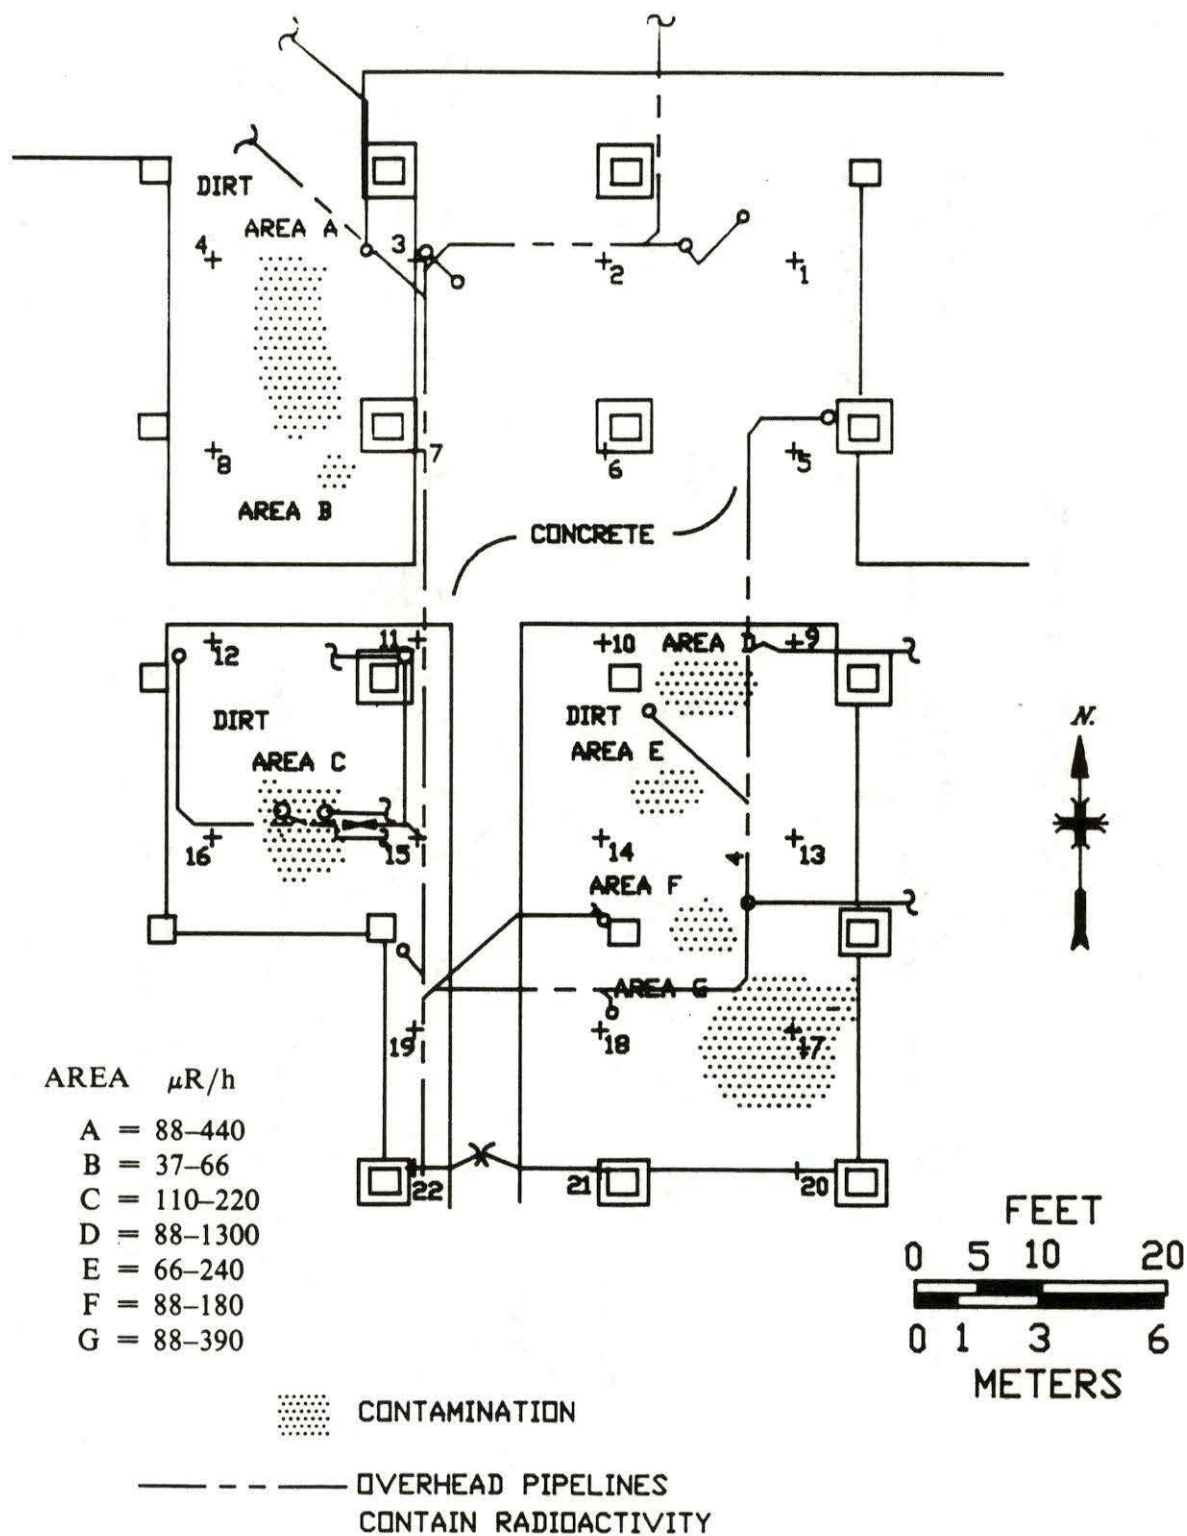 DIRT
AREA A
4
3
2
1
8
7
6
5
AREA B
CONCRETE
12
11
10
AREA D
9
DIRT
AREA C
DIRT
AREA E
N.
16
15
14
4
13
AREA F
AREA G
19
18
17
22
21
20
AREA μR/h
A = 88–440
B = 37–66
C = 110–220
D = 88–1300
E = 66–240
F = 88–180
G = 88–390
FEET
0 5 10 20
0 1 3 6
METERS
CONTAMINATION
OVERHEAD PIPELINES
CONTAIN RADIOACTIVITY